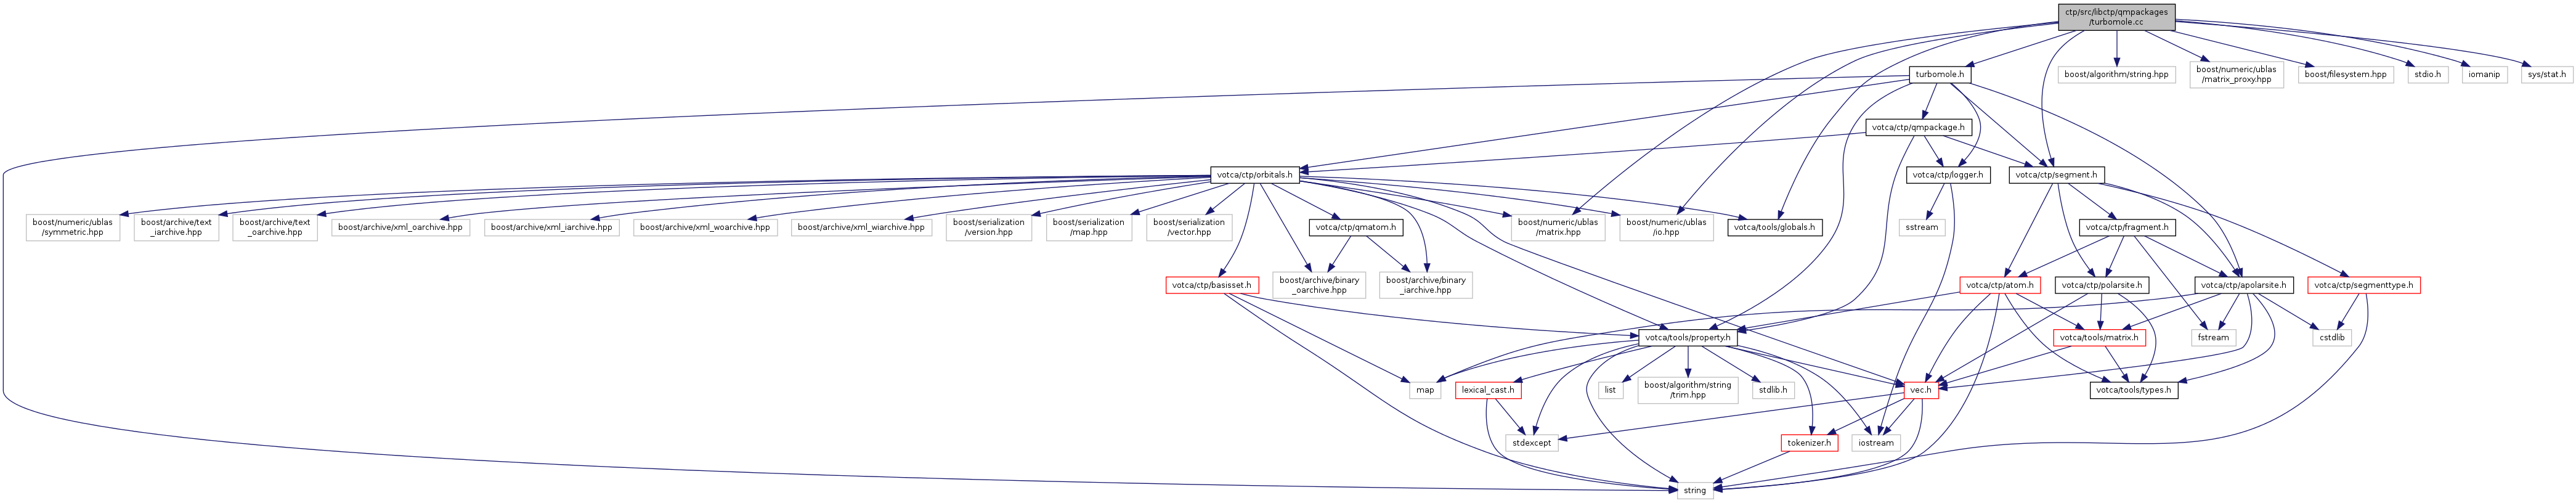 ctp/src/libctp/qmpackages
/turbomole.cc
turbomole.h
boost/algorithm/string.hpp
boost/numeric/ublas
/matrix_proxy.hpp
boost/filesystem.hpp
stdio.h
iomanip
sys/stat.h
votca/ctp/qmpackage.h
votca/ctp/orbitals.h
votca/ctp/logger.h
votca/ctp/segment.h
boost/numeric/ublas
/symmetric.hpp
boost/archive/text
_iarchive.hpp
boost/archive/text
_oarchive.hpp
boost/archive/xml_oarchive.hpp
boost/archive/xml_iarchive.hpp
boost/archive/xml_woarchive.hpp
boost/archive/xml_wiarchive.hpp
boost/serialization
/version.hpp
boost/serialization
/map.hpp
boost/serialization
/vector.hpp
votca/ctp/qmatom.h
boost/numeric/ublas
/matrix.hpp
boost/numeric/ublas
/io.hpp
votca/tools/globals.h
sstream
votca/ctp/fragment.h
votca/ctp/basisset.h
boost/archive/binary
_oarchive.hpp
boost/archive/binary
_iarchive.hpp
votca/ctp/atom.h
votca/ctp/polarsite.h
votca/ctp/apolarsite.h
votca/ctp/segmenttype.h
votca/tools/property.h
votca/tools/matrix.h
fstream
cstdlib
map
lexical_cast.h
list
boost/algorithm/string
/trim.hpp
stdlib.h
vec.h
votca/tools/types.h
stdexcept
tokenizer.h
iostream
string